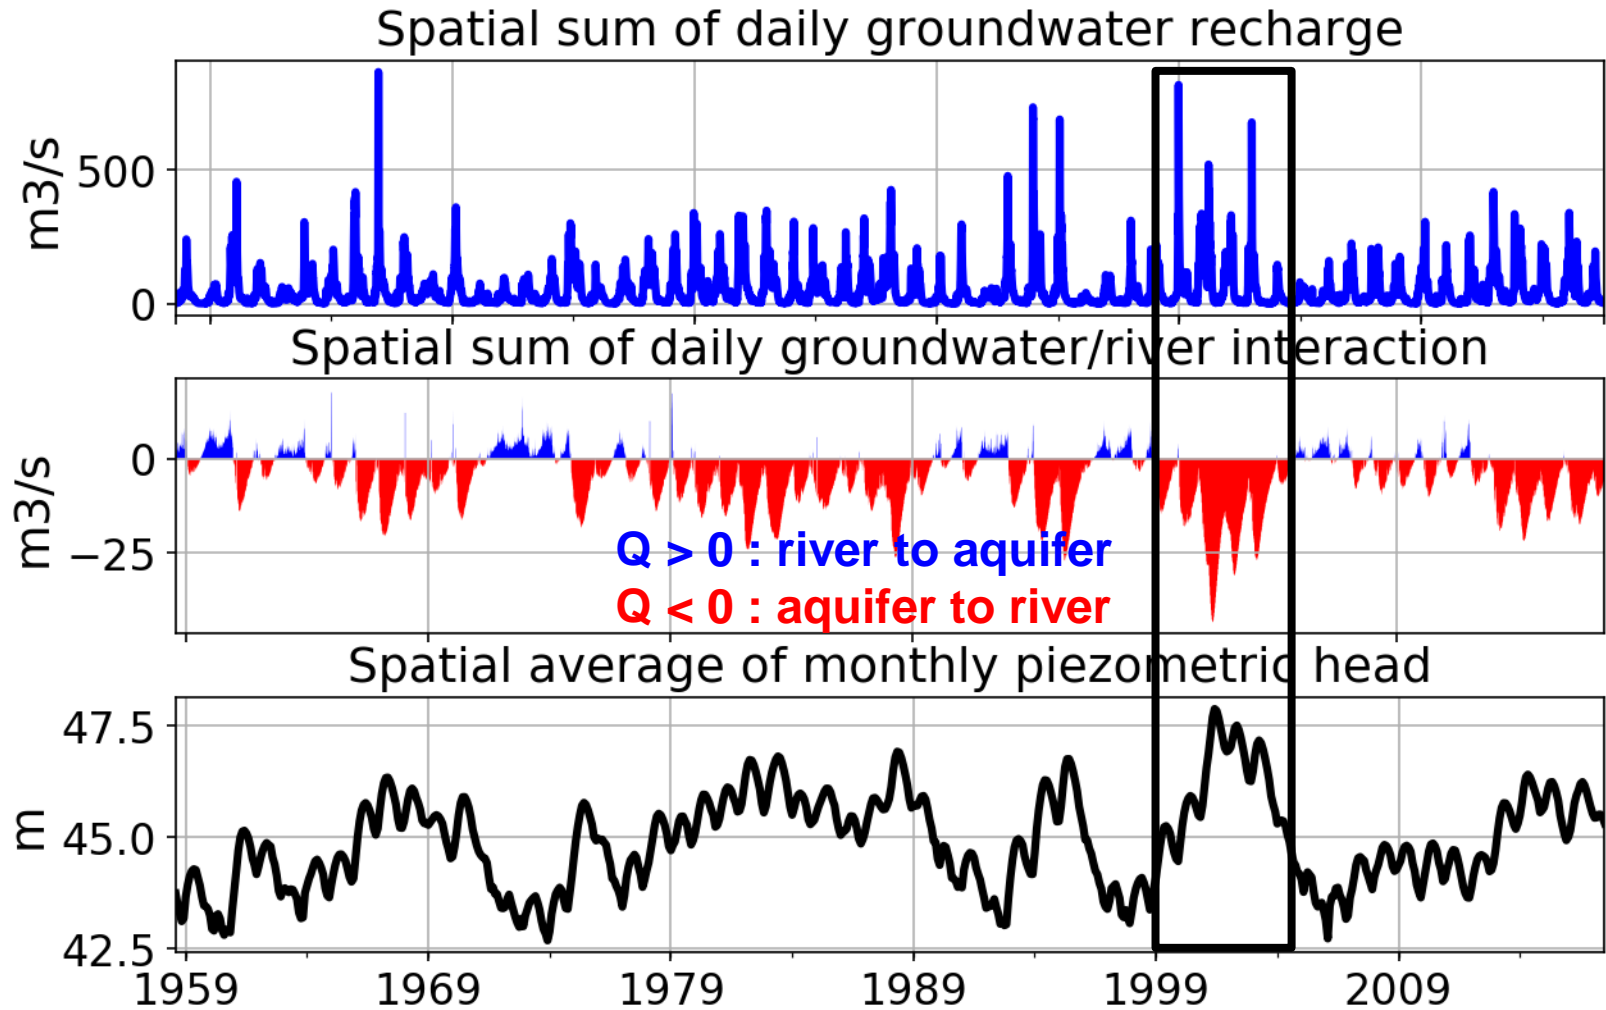 Spatial sum of daily groundwater recharge
m3/s
500
0
Spatial sum of daily groundwater/river interaction
m3/s
0
−25
Q > 0 : river to aquifer
Q < 0 : aquifer to river
Spatial average of monthly piezometric head
m
47.5
45.0
42.5
1959 1969 1979 1989 1999 2009